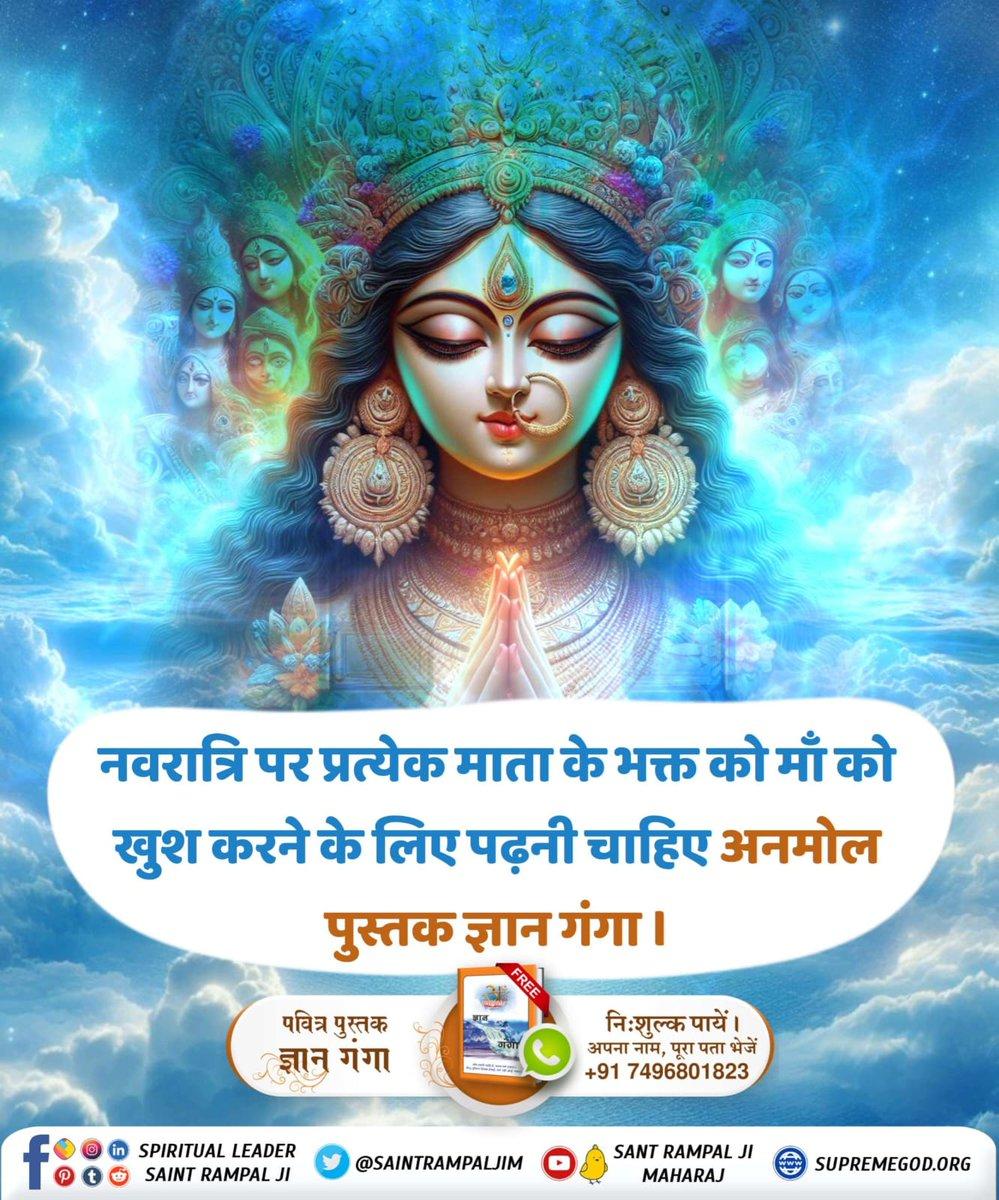 नवरात्रि पर प्रत्येक माता के भक्त को माँ को
खुश करने के लिए पढ़नी चाहिए अनमोल
पुस्तक ज्ञान गंगा ।
पवित्र पुस्तक
ज्ञान गंगा
FREE
ज्ञान
गंगा
निःशुल्क पायें ।
अपना नाम, पूरा पता भेजें
+91 7496801823
SPIRITUAL LEADER
SAINT RAMPAL JI
@SAINTRAMPALJIM
SANT RAMPAL JI
MAHARAJ
SUPREMEGOD.ORG